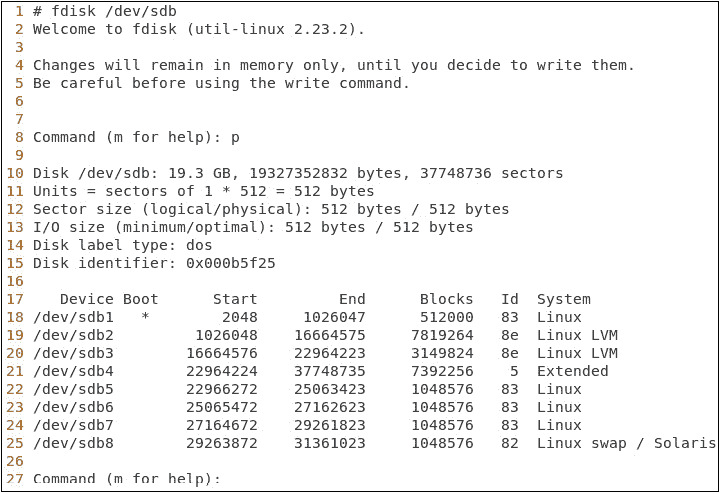 1 # fdisk /dev/sdb
2 Welcome to fdisk (util-linux 2.23.2).
3
4 Changes will remain in memory only, until you decide to write them.
5 Be careful before using the write command.
6
7
8 Command (m for help): p
9
10 Disk /dev/sdb: 19.3 GB, 19327352832 bytes, 37748736 sectors
11 Units = sectors of 1 * 512 = 512 bytes
12 Sector size (logical/physical): 512 bytes / 512 bytes
13 I/O size (minimum/optimal): 512 bytes / 512 bytes
14 Disk label type: dos
15 Disk identifier: 0x000b5f25
16
17    Device Boot      Start         End      Blocks   Id  System
18 /dev/sdb1   *        2048     1026047      512000   83  Linux
19 /dev/sdb2         1026048    16664575     7819264   8e  Linux LVM
20 /dev/sdb3        16664576    22964223     3149824   8e  Linux LVM
21 /dev/sdb4        22964224    37748735     7392256    5  Extended
22 /dev/sdb5        22966272    25063423     1048576   83  Linux
23 /dev/sdb6        25065472    27162623     1048576   83  Linux
24 /dev/sdb7        27164672    29261823     1048576   83  Linux
25 /dev/sdb8        29263872    31361023     1048576   82  Linux swap / Solaris
26
27 Command (m for help):